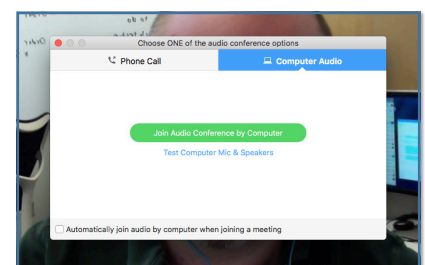 Choose ONE of the audio conference options
Phone Call
Computer Audio
Join Audio Conference by Computer
Test Computer Mic & Speakers
Automatically join audio by computer when joining a meeting